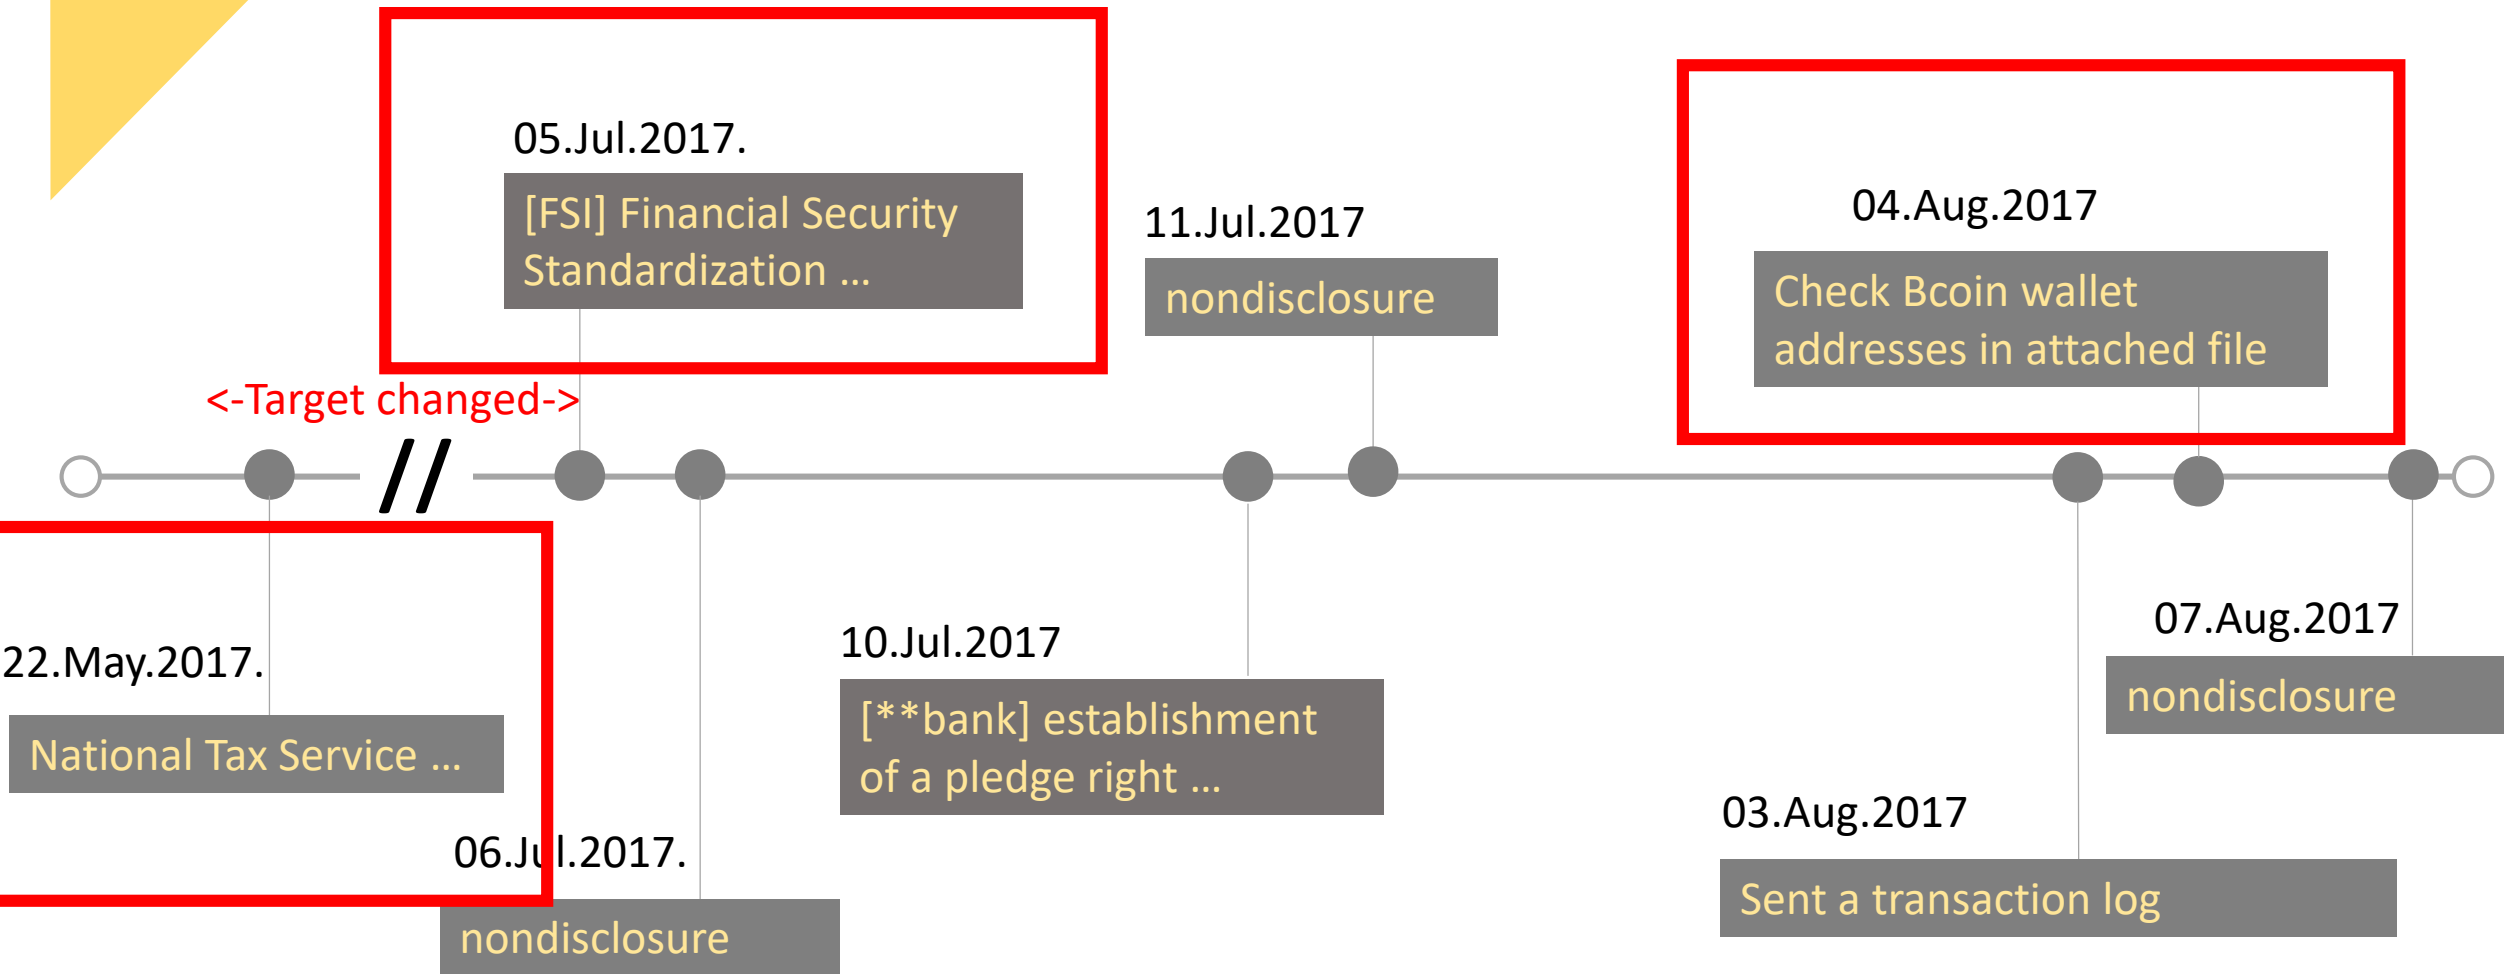 05.Jul.2017.
[FSI] Financial Security
Standardization ...
11.Jul.2017
nondisclosure
04.Aug.2017
Check Bcoin wallet
addresses in attached file
<-Target changed->
//
22.May.2017.
National Tax Service ...
06.Jul.2017.
nondisclosure
10.Jul.2017
[**bank] establishment
of a pledge right ...
03.Aug.2017
Sent a transaction log
07.Aug.2017
nondisclosure